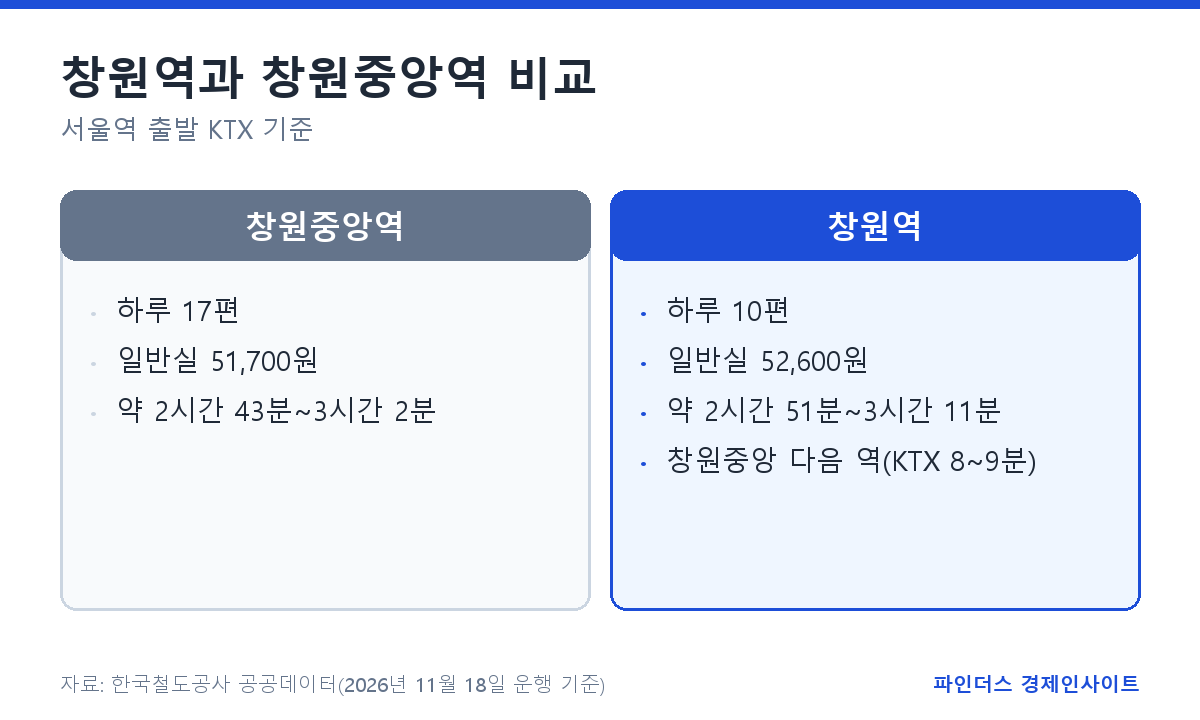 창원역과 창원중앙역 비교
서울역 출발 KTX 기준
창원중앙역
· 하루 17편
· 일반실 51,700원
· 약 2시간 43분~3시간 2분
창원역
· 하루 10편
· 일반실 52,600원
· 약 2시간 51분~3시간 11분
· 창원중앙 다음 역(KTX 8~9분)
자료: 한국철도공사 공공데이터(2026년 11월 18일 운행 기준)
파인더스 경제인사이트